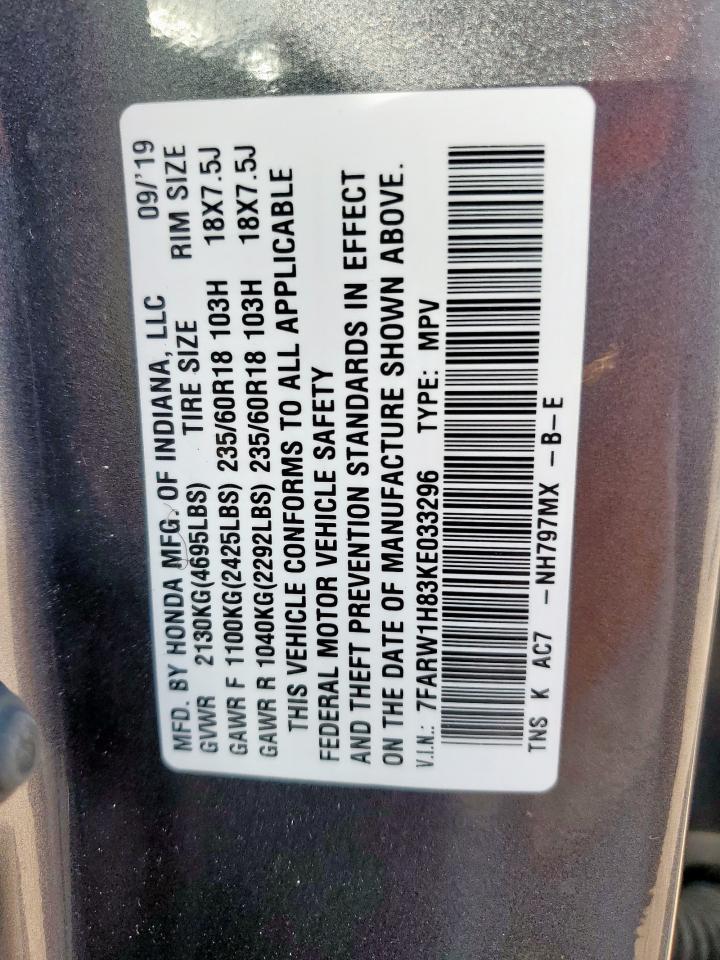 MFD. BY HONDA MFG. OF INDIANA, LLC 09/'19
GVWR 2130KG(4695LBS) TIRE SIZE RIM SIZE
GAWR F 1100KG(2425LBS) 235/60R18 103H 18X7.5J
GAWR R 1040KG(2292LBS) 235/60R18 103H 18X7.5J
THIS VEHICLE CONFORMS TO ALL APPLICABLE
FEDERAL MOTOR VEHICLE SAFETY
AND THEFT PREVENTION STANDARDS IN EFFECT
ON THE DATE OF MANUFACTURE SHOWN ABOVE.
V.I.N.: 7FARW1H83KE033296 TYPE: MPV
TNS K AC7 -NH797MX -B-E